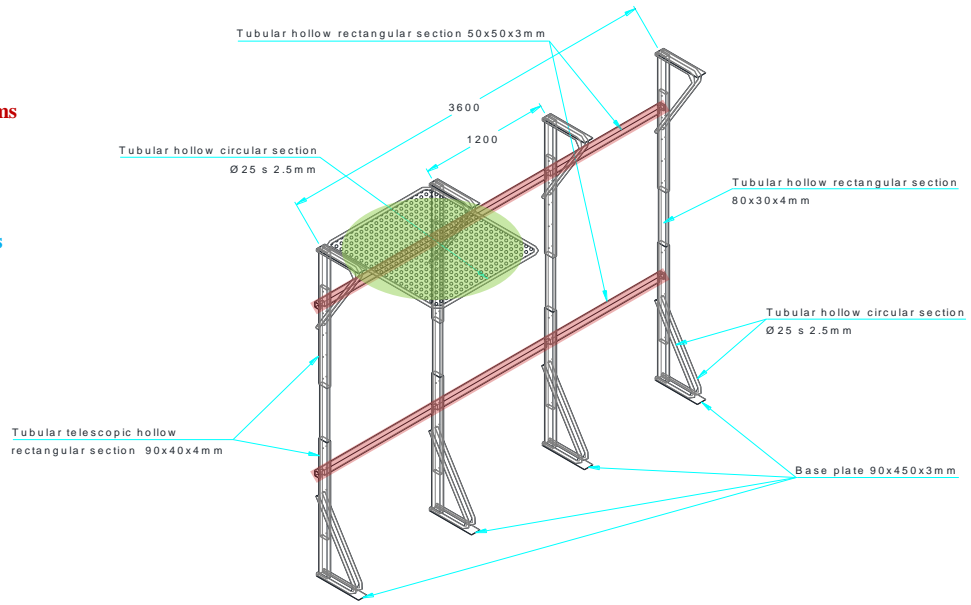 Tubular hollow rectangular section 50x50x3mm
ms
3600
1200
Tubular hollow circular section
Ø25 s 2.5mm
Tubular hollow rectangular section
80x30x4mm
s
Tubular hollow circular section
Ø25 s 2.5mm
Tubular telescopic hollow
rectangular section 90x40x4mm
Base plate 90x450x3mm